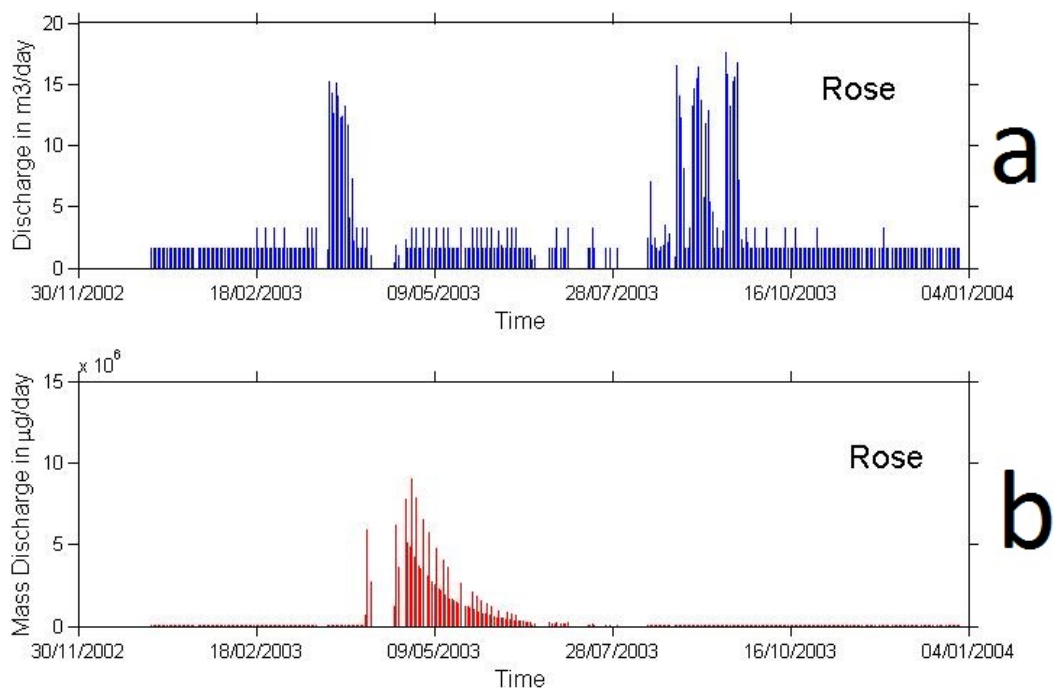 20
15
10
5
0
Discharge in m3/day
Rose
a
30/11/2002 18/02/2003 09/05/2003 28/07/2003 16/10/2003 04/01/2004
Time
x 10^6
15
10
5
0
Mass Discharge in µg/day
Rose
b
30/11/2002 18/02/2003 09/05/2003 28/07/2003 16/10/2003 04/01/2004
Time